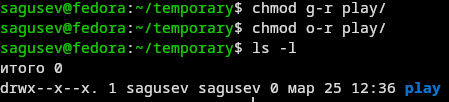 sagusev@fedora:~/temporary$ chmod g-r play/
sagusev@fedora:~/temporary$ chmod o-r play/
sagusev@fedora:~/temporary$ ls -l
итого 0
drwx--x--x. 1 sagusev sagusev 0 мар 25 12:36 play